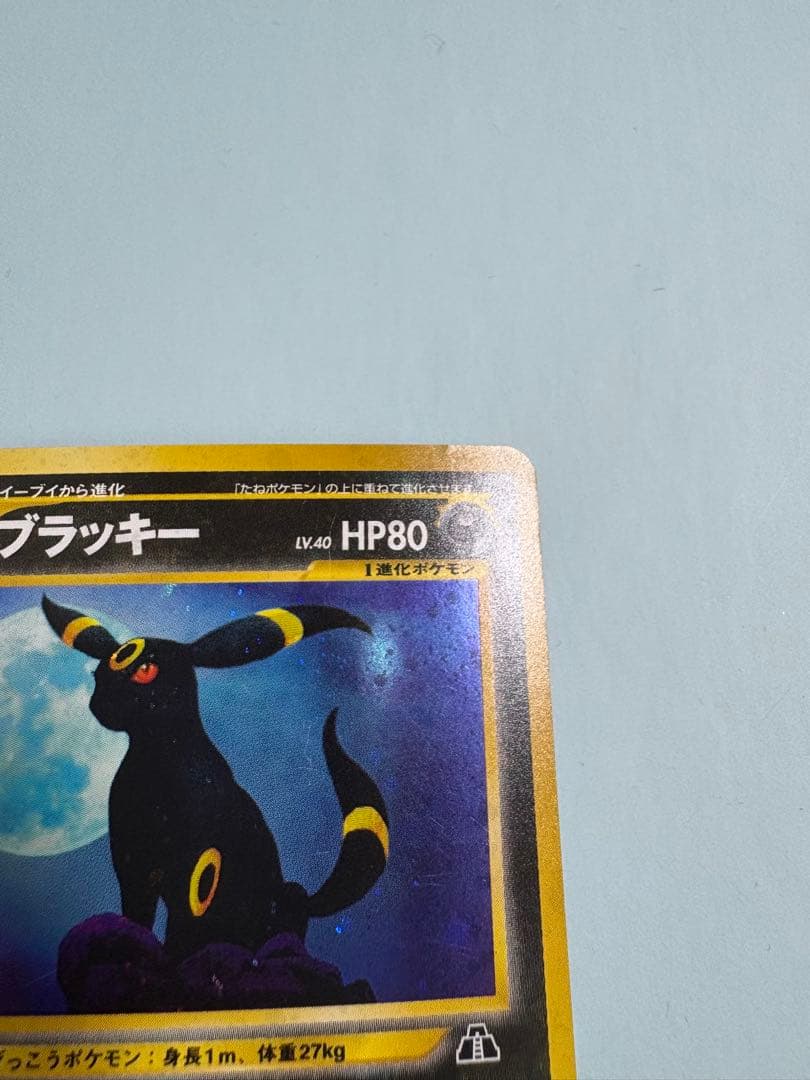 イーブイから進化 「たねポケモン」の上に重ねて進化させます
ブラッキー LV.40 HP80
1進化ポケモン
げっこうポケモン：身長1m、体重27kg